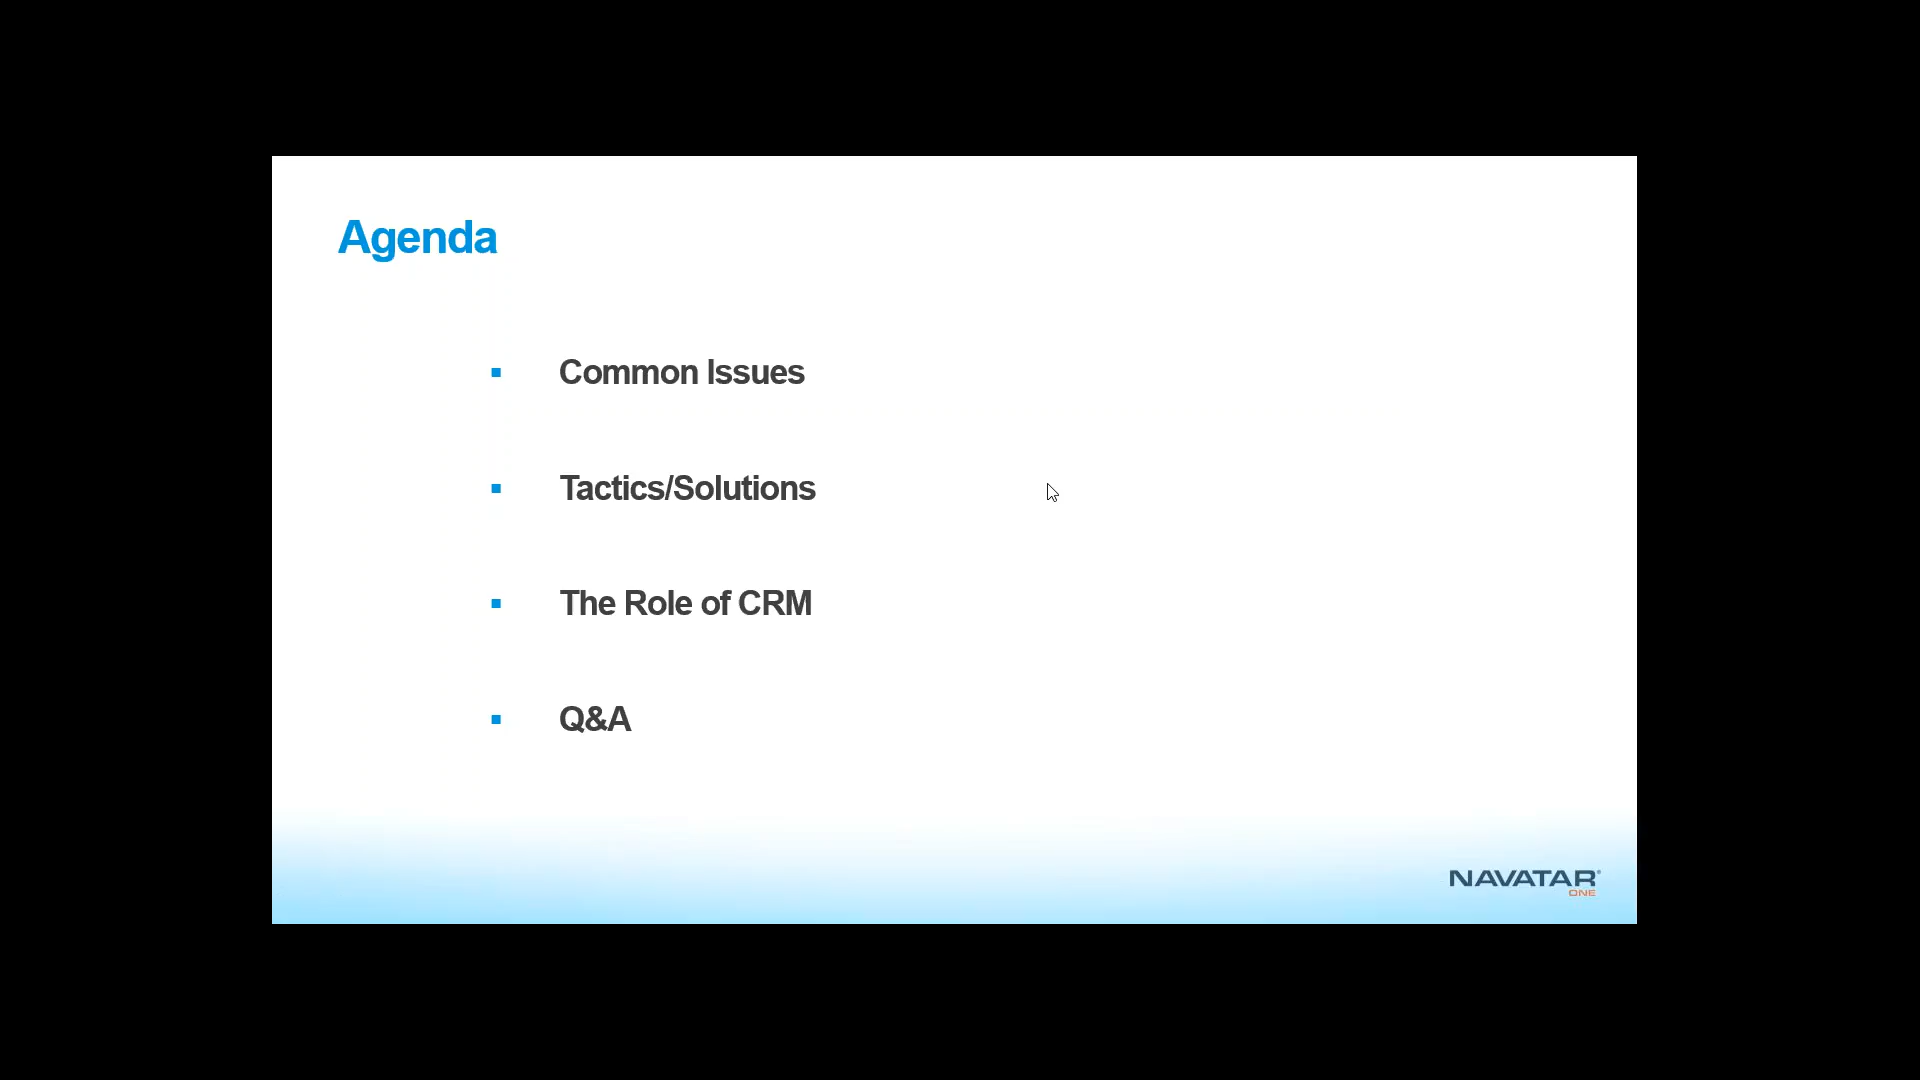 Agenda
▪ Common Issues
▪ Tactics/Solutions
▪ The Role of CRM
▪ Q&A
NAVATAR®
ONE